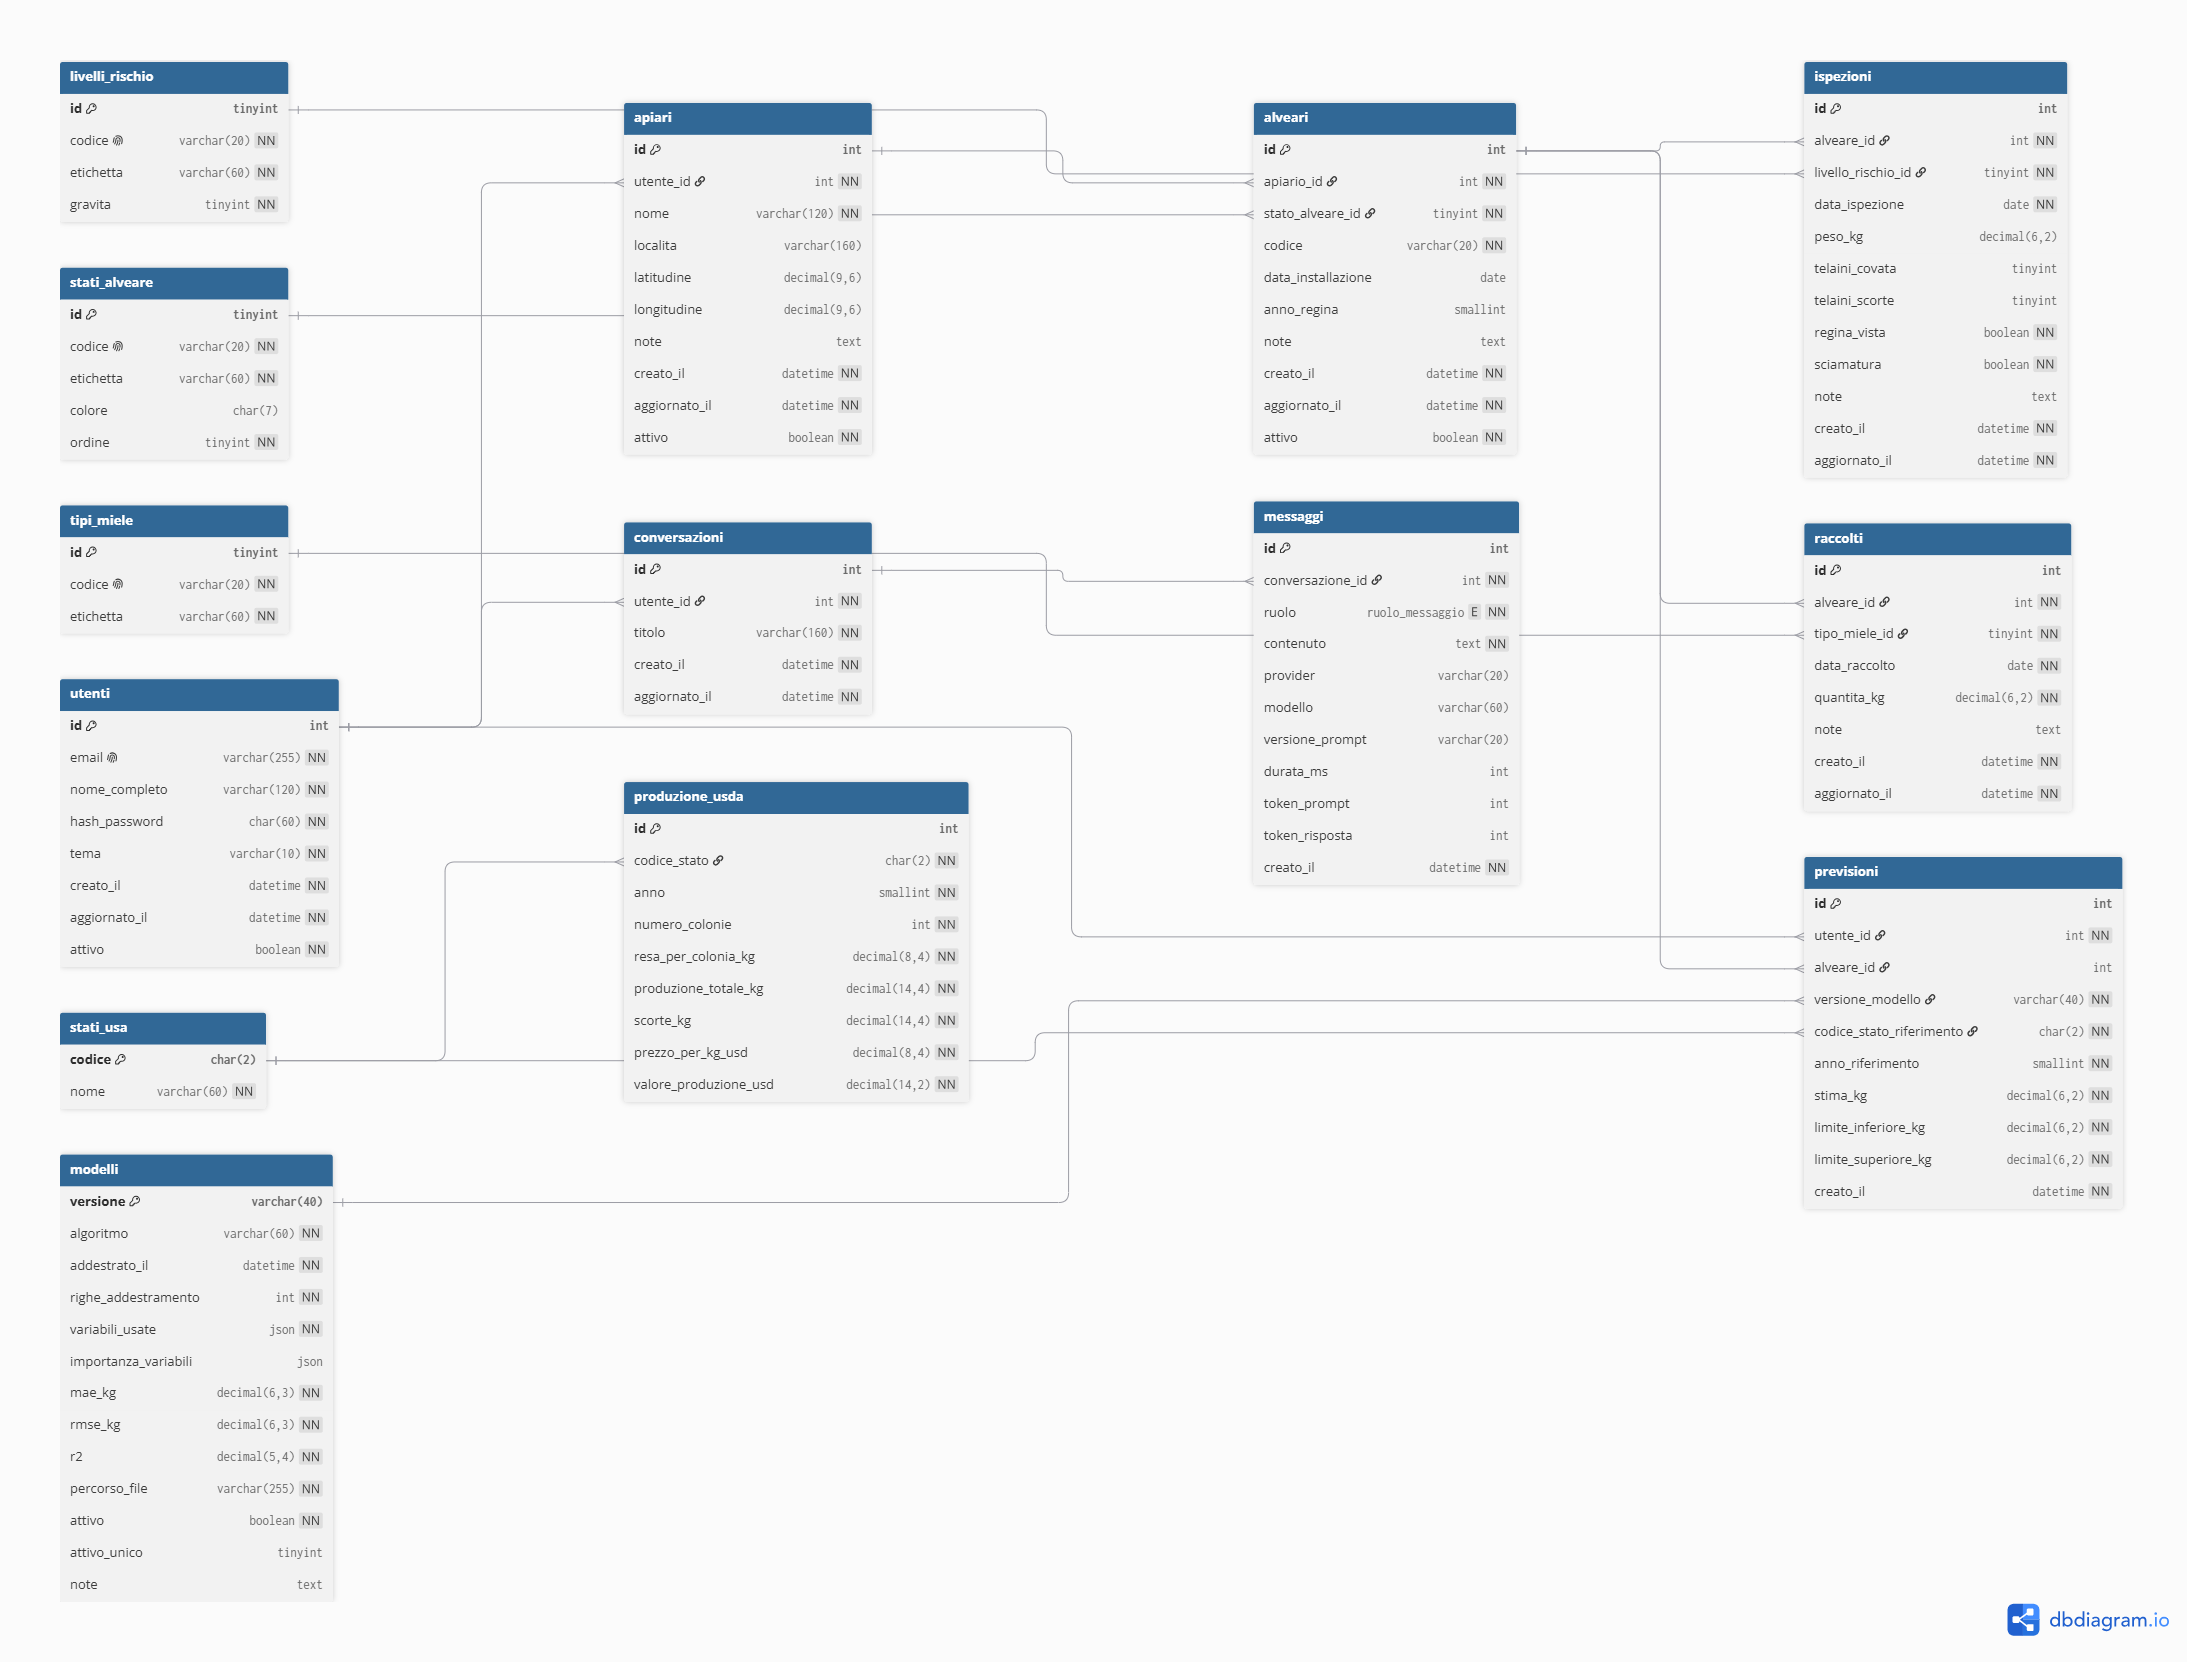 livelli_rischio
id tinyint
codice varchar(20) NN
etichetta varchar(60) NN
gravita tinyint NN
stati_alveare
id tinyint
codice varchar(20) NN
etichetta varchar(60) NN
colore char(7)
ordine tinyint NN
tipi_miele
id tinyint
codice varchar(20) NN
etichetta varchar(60) NN
utenti
id int
email varchar(255) NN
nome_completo varchar(120) NN
hash_password char(60) NN
tema varchar(10) NN
creato_il datetime NN
aggiornato_il datetime NN
attivo boolean NN
stati_usa
codice char(2)
nome varchar(60) NN
modelli
versione varchar(40)
algoritmo varchar(60) NN
addestrato_il datetime NN
righe_addestramento int NN
variabili_usate json NN
importanza_variabili json
mae_kg decimal(6,3) NN
rmse_kg decimal(6,3) NN
r2 decimal(5,4) NN
percorso_file varchar(255) NN
attivo boolean NN
attivo_unico tinyint
note text
apiari
id int
utente_id int NN
nome varchar(120) NN
localita varchar(160)
latitudine decimal(9,6)
longitudine decimal(9,6)
note text
creato_il datetime NN
aggiornato_il datetime NN
attivo boolean NN
conversazioni
id int
utente_id int NN
titolo varchar(160) NN
creato_il datetime NN
aggiornato_il datetime NN
produzione_usda
id int
codice_stato char(2) NN
anno smallint NN
numero_colonie int NN
resa_per_colonia_kg decimal(8,4) NN
produzione_totale_kg decimal(14,4) NN
scorte_kg decimal(14,4) NN
prezzo_per_kg_usd decimal(8,4) NN
valore_produzione_usd decimal(14,2) NN
alveari
id int
apiario_id int NN
stato_alveare_id tinyint NN
codice varchar(20) NN
data_installazione date
anno_regina smallint
note text
creato_il datetime NN
aggiornato_il datetime NN
attivo boolean NN
messaggi
id int
conversazione_id int NN
ruolo ruolo_messaggio E NN
contenuto text NN
provider varchar(20)
modello varchar(60)
versione_prompt varchar(20)
durata_ms int
token_prompt int
token_risposta int
creato_il datetime NN
ispezioni
id int
alveare_id int NN
livello_rischio_id tinyint NN
data_ispezione date NN
peso_kg decimal(6,2)
telaini_covata tinyint
telaini_scorte tinyint
regina_vista boolean NN
sciamatura boolean NN
note text
creato_il datetime NN
aggiornato_il datetime NN
raccolti
id int
alveare_id int NN
tipo_miele_id tinyint NN
data_raccolto date NN
quantita_kg decimal(6,2) NN
note text
creato_il datetime NN
aggiornato_il datetime NN
previsioni
id int
utente_id int NN
alveare_id int
versione_modello varchar(40) NN
codice_stato_riferimento char(2) NN
anno_riferimento smallint NN
stima_kg decimal(6,2) NN
limite_inferiore_kg decimal(6,2) NN
limite_superiore_kg decimal(6,2) NN
creato_il datetime NN
dbdiagram.io